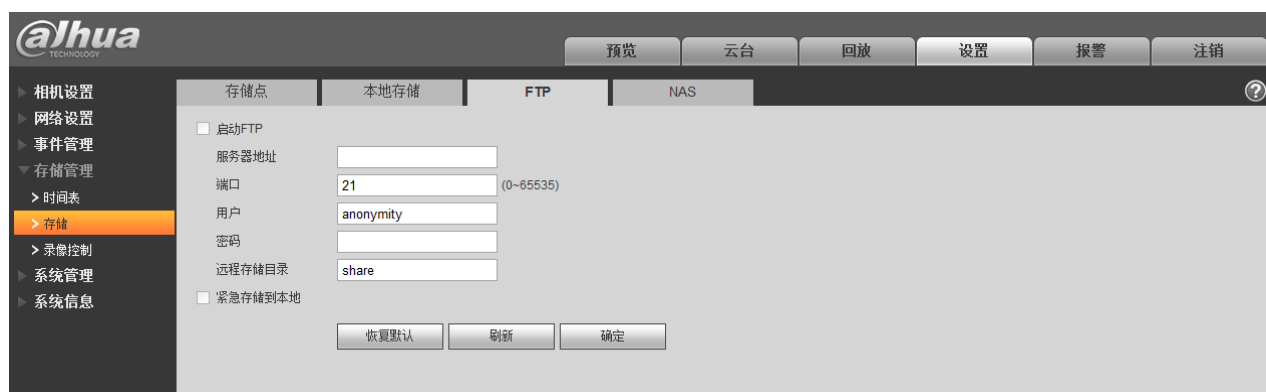 alhua
TECHNOLOGY
预览 云台 回放 设置 报警 注销
相机设置
网络设置
事件管理
存储管理
> 时间表
> 存储
> 录像控制
系统管理
系统信息
存储点 本地存储 FTP NAS ?
启动FTP
服务器地址
端口 21 (0~65535)
用户 anonymity
密码
远程存储目录 share
紧急存储到本地
恢复默认 刷新 确定